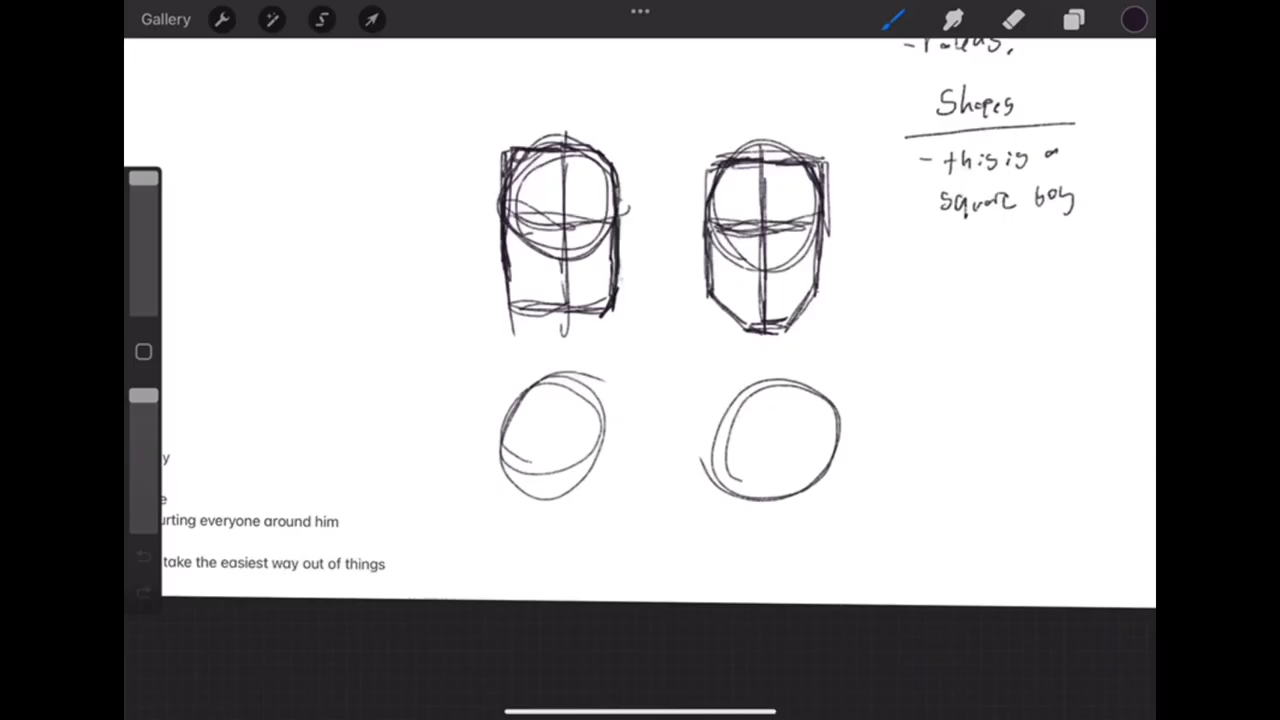 Gallery
Shapes
- this is a
square boy
y
e
urting everyone around him
take the easiest way out of things